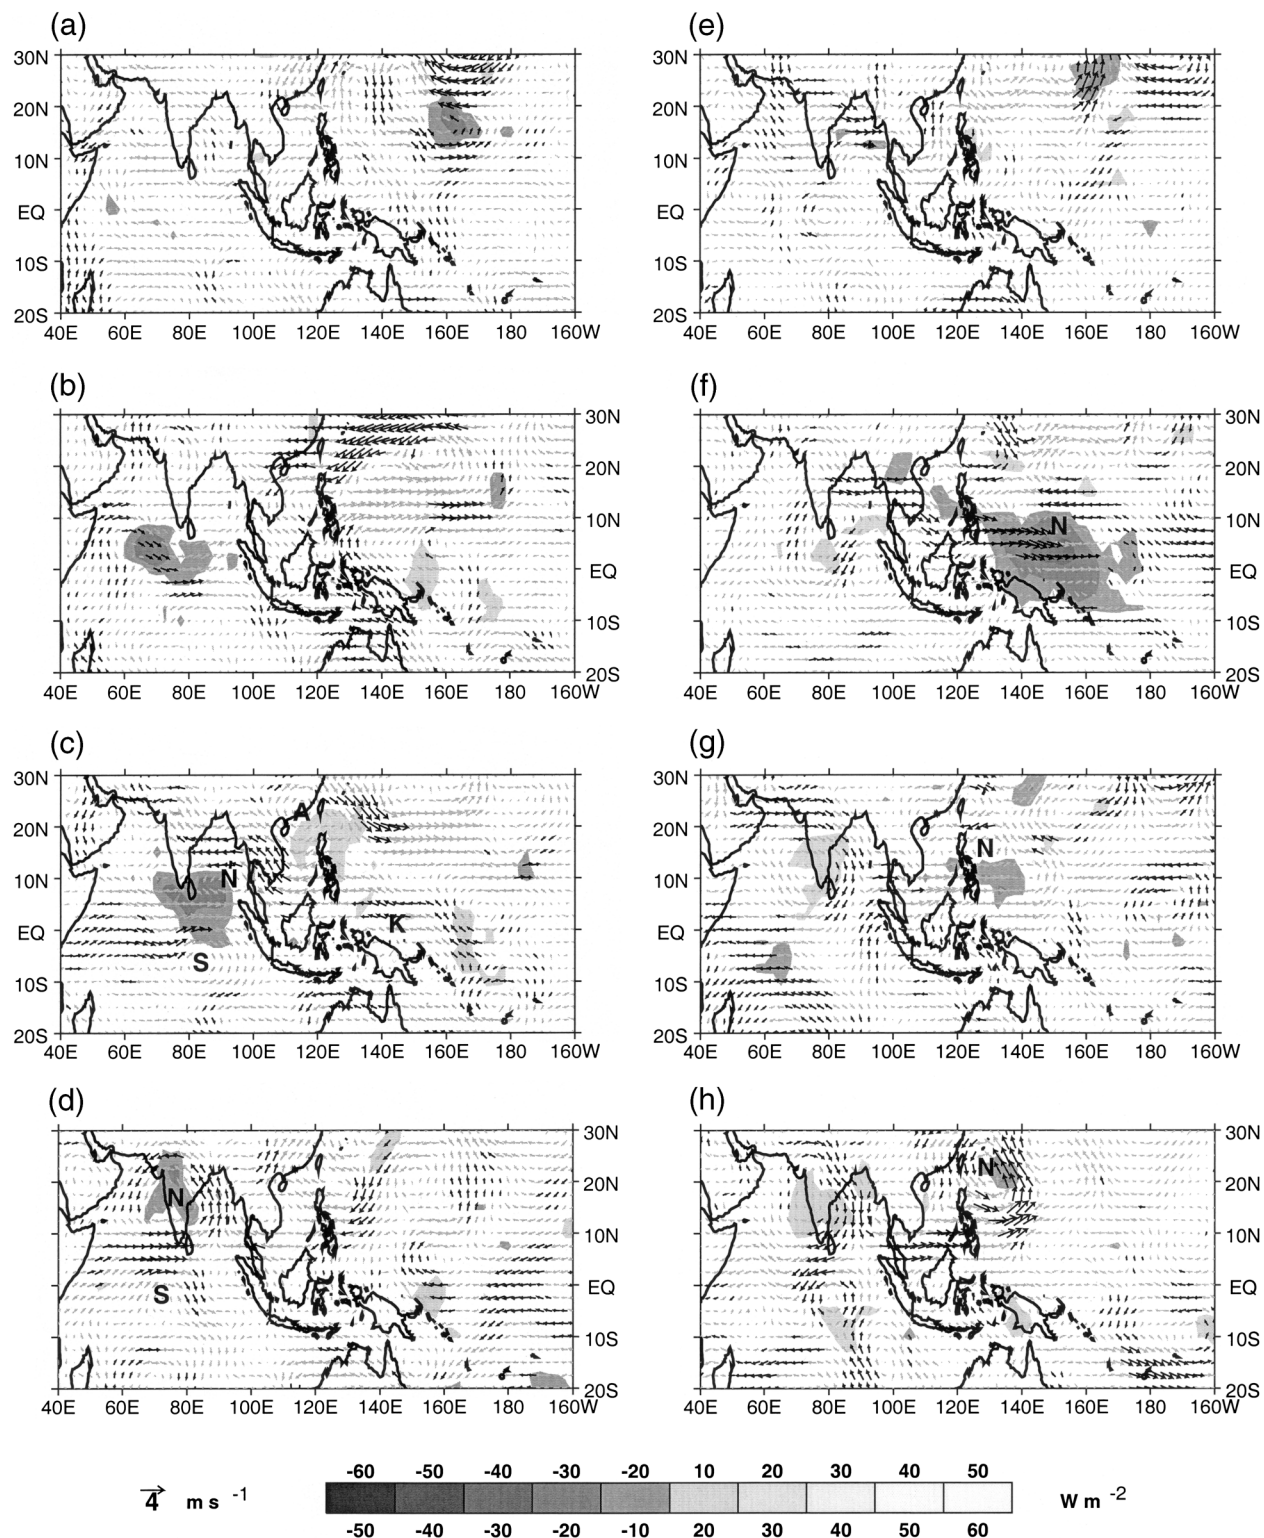 (a)
30N
20N
10N
EQ
10S
20S
40E 60E 80E 100E 120E 140E 160E 180 160W
(e)
30N
20N
10N
EQ
10S
20S
40E 60E 80E 100E 120E 140E 160E 180 160W
(b)
30N
20N
10N
EQ
10S
20S
40E 60E 80E 100E 120E 140E 160E 180 160W
(f)
N
30N
20N
10N
EQ
10S
20S
40E 60E 80E 100E 120E 140E 160E 180 160W
(c)
30N
A
20N
N
10N
K
EQ
S
10S
20S
40E 60E 80E 100E 120E 140E 160E 180 160W
(g)
30N
20N
N
10N
EQ
10S
20S
40E 60E 80E 100E 120E 140E 160E 180 160W
(d)
30N
N
20N
10N
S
EQ
10S
20S
40E 60E 80E 100E 120E 140E 160E 180 160W
(h)
30N
N
20N
10N
EQ
10S
20S
40E 60E 80E 100E 120E 140E 160E 180 160W
-60 -50 -40 -30 -20 10 20 30 40 50
4 m s -1
W m -2
-50 -40 -30 -20 -10 20 30 40 50 60